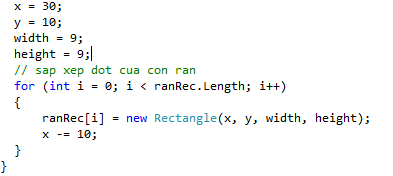 x = 30;
y = 10;
width = 9;
height = 9;
// sap xep dot cua con ran
for (int i = 0; i < ranRec.Length; i++)
{
ranRec[i] = new Rectangle(x, y, width, height);
x -= 10;
}
}